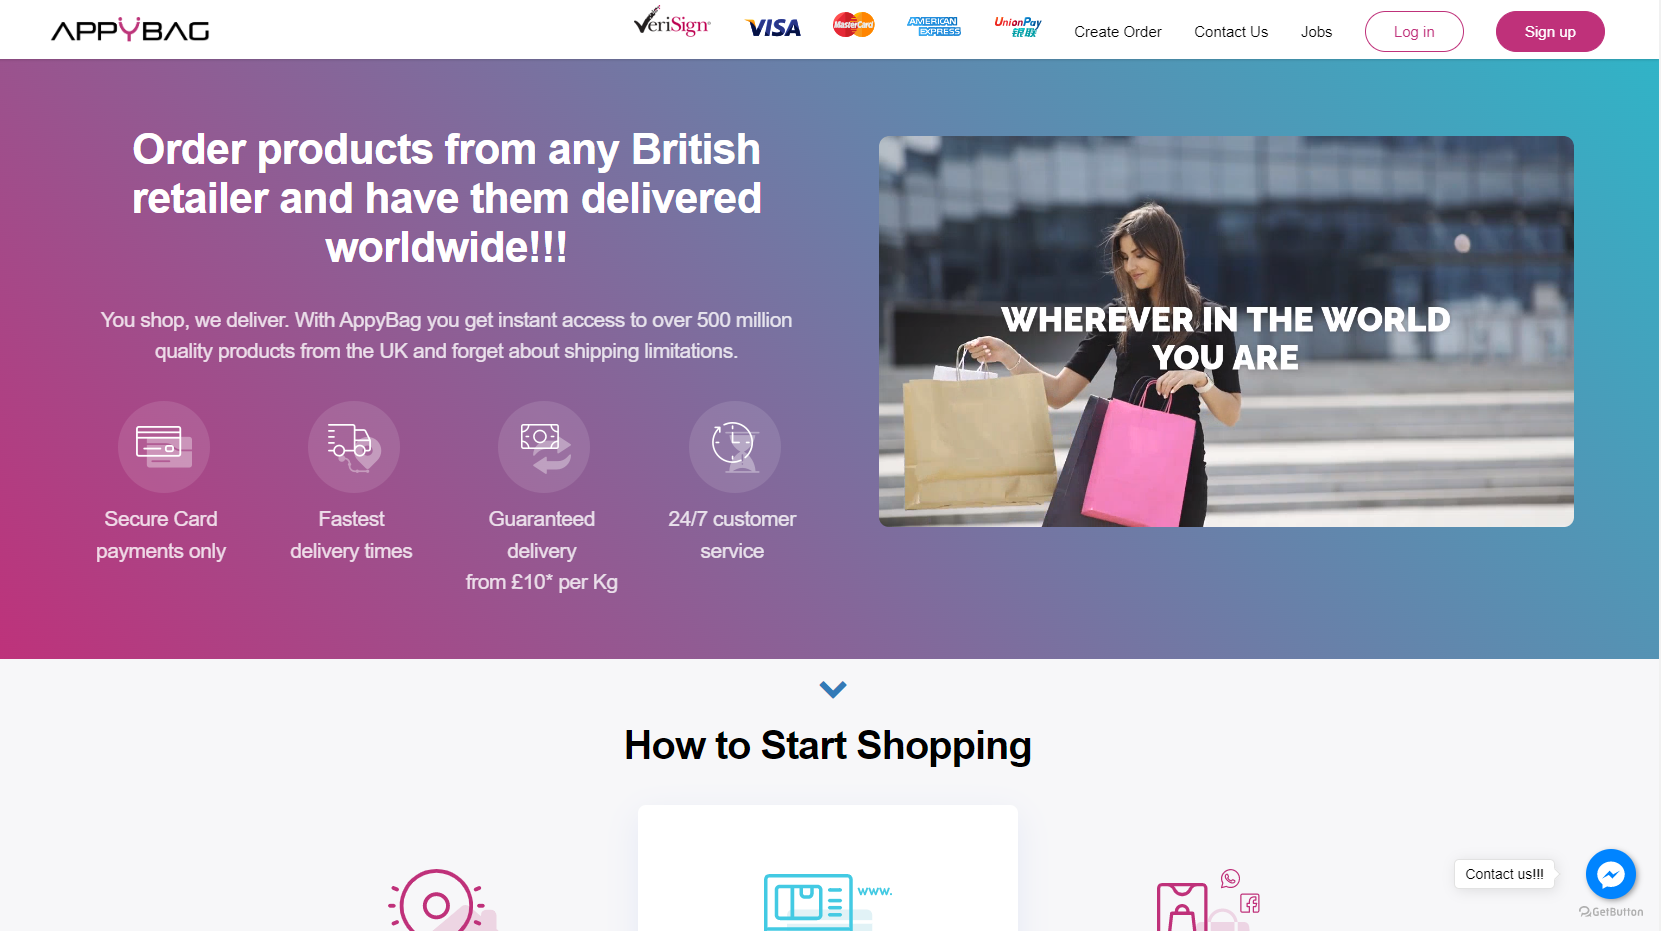 APPYBAG
VeriSign
VISA
MasterCard
AMERICAN
EXPRESS
UnionPay
银联
Create Order
Contact Us
Jobs
Log in
Sign up
Order products from any British
retailer and have them delivered
worldwide!!!
You shop, we deliver. With AppyBag you get instant access to over 500 million
quality products from the UK and forget about shipping limitations.
Secure Card
payments only
Fastest
delivery times
Guaranteed
delivery
from £10* per Kg
24/7 customer
service
WHEREVER IN THE WORLD
YOU ARE
How to Start Shopping
www.
Contact us!!!
GetButton